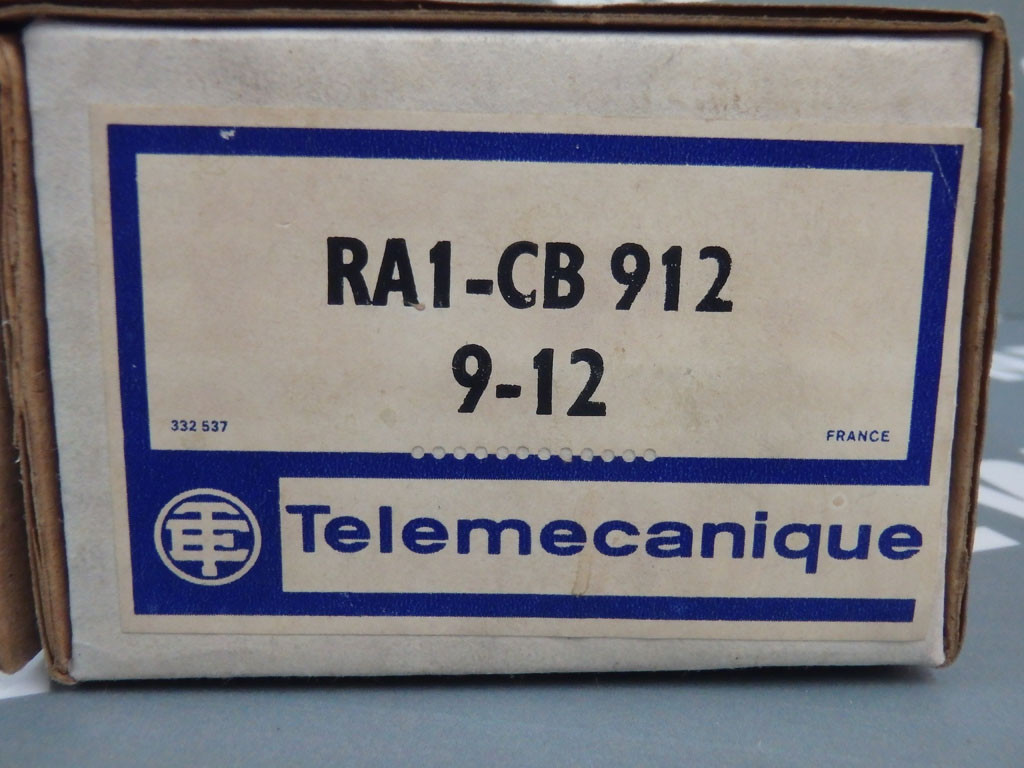 RA1-CB 912
9-12
332 537
FRANCE
Telemecanique